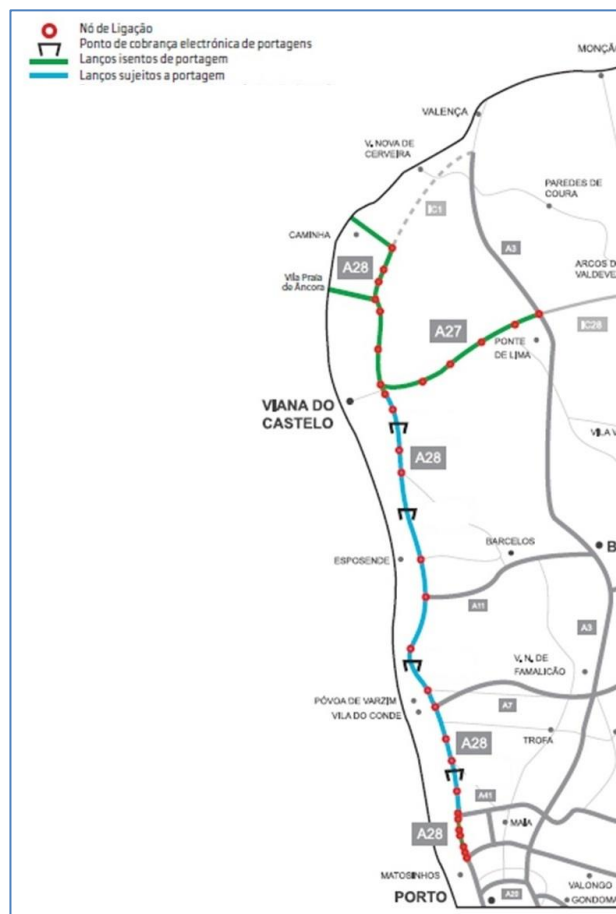 Nó de Ligação
Ponto de cobrança electrónica de portagens
Lanços isentos de portagem
Lanços sujeitos a portagem
MONÇÃO
VALENÇA
V. NOVA DE
CERVEIRA
PAREDES DE
COURA
IC1
CAMINHA
A3
A28
ARCOS D
VALDEVE
Vila Praia
de Âncora
A27
IC28
PONTE
DE LIMA
VIANA DO
CASTELO
VILA V
A28
BARCELOS
B
ESPOSENDE
A11
A3
V. N. DE
FAMALICÃO
PÓVOA DE VARZIM
VILA DO CONDE
A7
A28
TROFA
A41
A28
MAIA
MATOSINHOS
VALONGO
PORTO
A20
GONDOMA